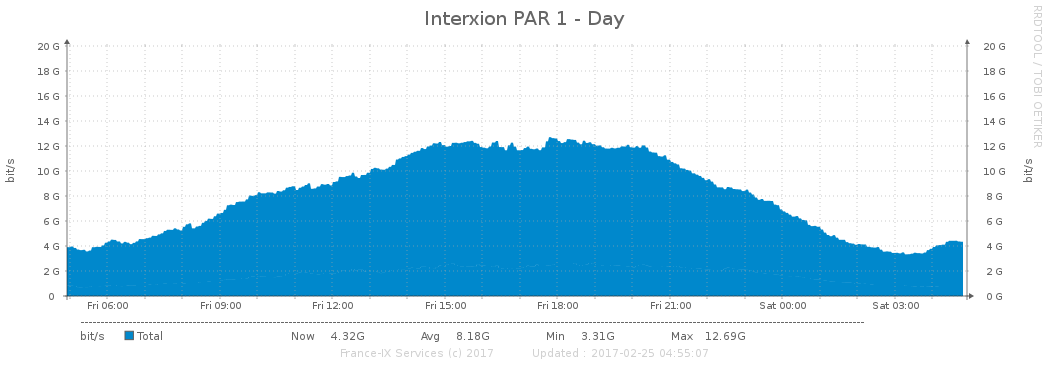 Interxion PAR 1 - Day
RRDTOOL / TOBI OETIKER
20 G 20 G
18 G 18 G
16 G 16 G
14 G 14 G
12 G 12 G
10 G 10 G
8 G 8 G
6 G 6 G
4 G 4 G
2 G 2 G
0 0 G
bit/s
bit/s
Fri 06:00 Fri 09:00 Fri 12:00 Fri 15:00 Fri 18:00 Fri 21:00 Sat 00:00 Sat 03:00
bit/s Total Now 4.32G Avg 8.18G Min 3.31G Max 12.69G
France-IX Services (c) 2017 Updated : 2017-02-25 04:55:07